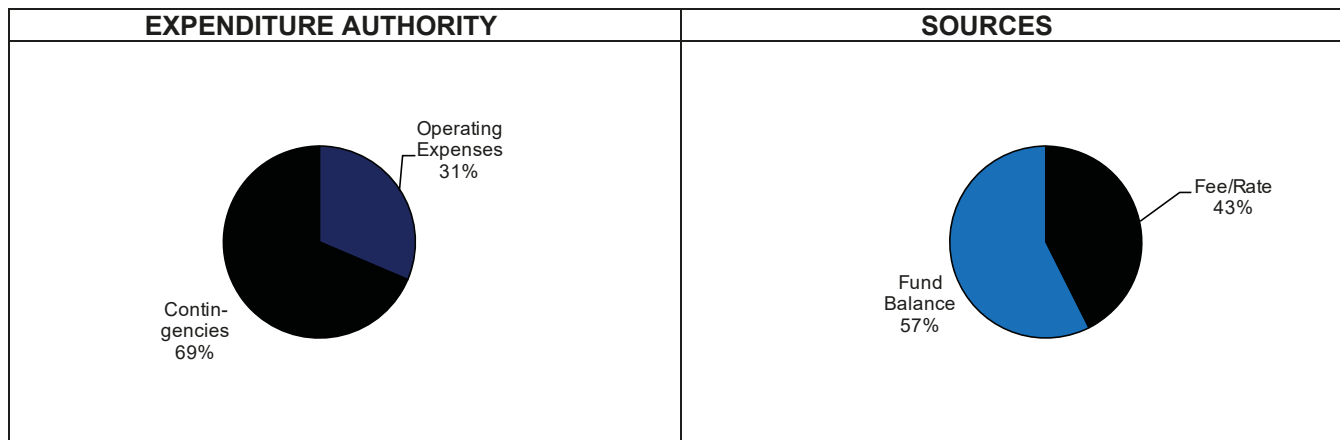 EXPENDITURE AUTHORITY
SOURCES
Operating
Expenses
31%
Contin-
gencies
69%
Fee/Rate
43%
Fund
Balance
57%